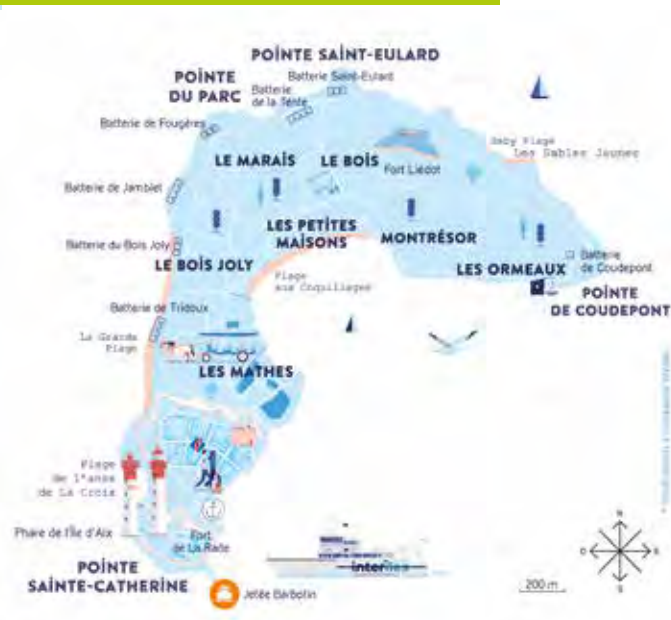 POINTE SAINT-EULARD
Batterie Saint-Eulard
POINTE
DU PARC
Batterie
de la Tente
Batterie de Fougères
Baby Plage
Les Sables Jaunes
LE MARAIS
LE BOIS
Fort Liédot
Batterie de Jamblet
LES PETITES
MAISONS
MONTRÉSOR
Batterie du Bois Joly
LE BOIS JOLY
LES ORMEAUX
Batterie
de Coudepont
Plage
aux Coquillages
POINTE
DE COUDEPONT
Batterie de Tridoux
La Grande
Plage
LES MATHES
Plage
de l'anse
de La Croix
Phare de l'Île d'Aix
Fort
de La Rade
POINTE
SAINTE-CATHERINE
Jetée Barbotin
interîles
N
O
E
S
200 m